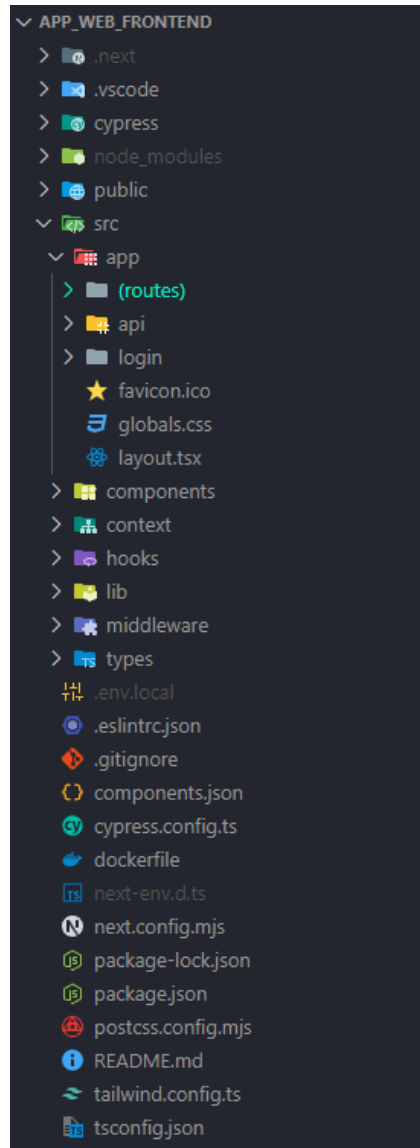 APP_WEB_FRONTEND
.next
.vscode
cypress
node_modules
public
src
app
(routes)
api
login
favicon.ico
globals.css
layout.tsx
components
context
hooks
lib
middleware
types
.env.local
.eslintrc.json
.gitignore
components.json
cypress.config.ts
dockerfile
next-env.d.ts
next.config.mjs
package-lock.json
package.json
postcss.config.mjs
README.md
tailwind.config.ts
tsconfig.json